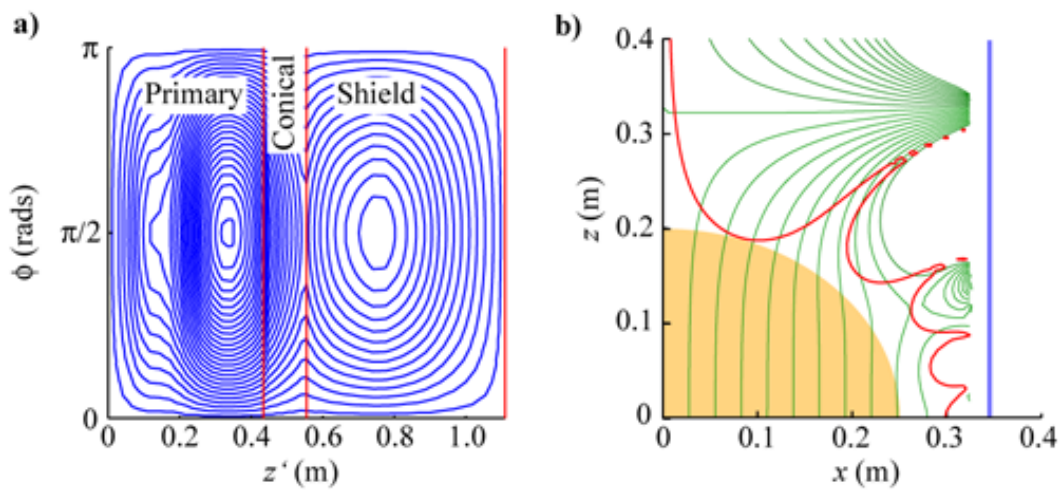 a)
π
Primary
Conical
Shield
ϕ (rads)
π/2
0
0 0.2 0.4 0.6 0.8 1.0
z‘ (m)
b)
0.4
0.3
z (m)
0.2
0.1
0
0 0.1 0.2 0.3 0.4
x (m)